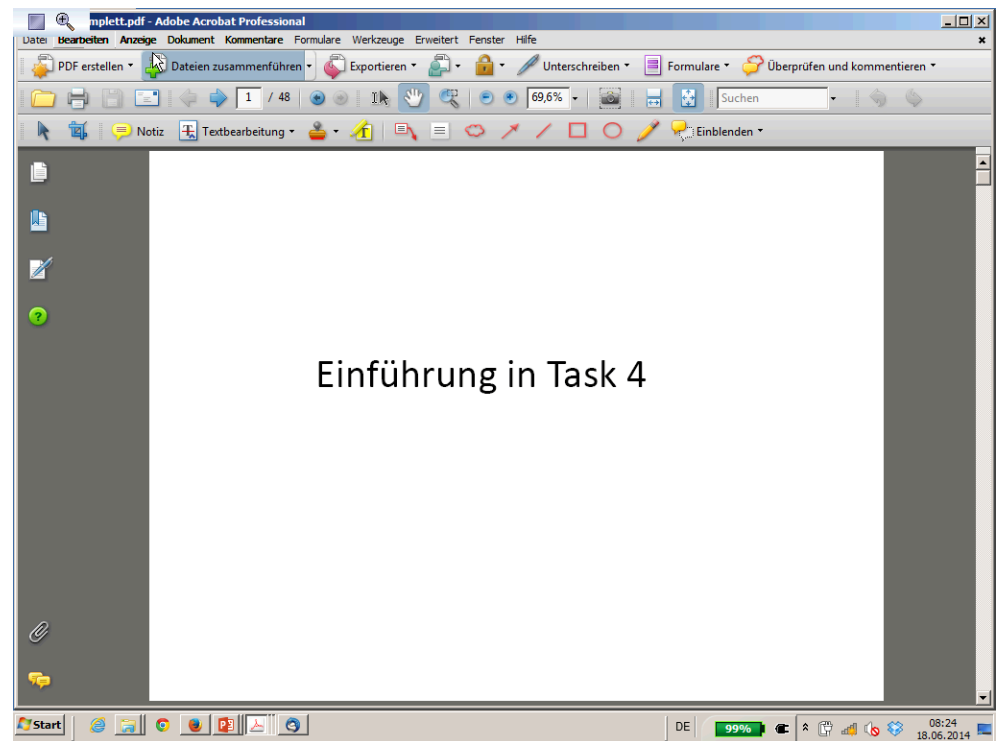 mplett.pdf - Adobe Acrobat Professional
Datei Bearbeiten Anzeige Dokument Kommentare Formulare Werkzeuge Erweitert Fenster Hilfe
PDF erstellen Dateien zusammenführen Exportieren Unterschreiben Formulare Überprüfen und kommentieren
1 / 48 69,6% Suchen
Notiz Textbearbeitung Einblenden
Einführung in Task 4
Start DE 99% 08:24
18.06.2014